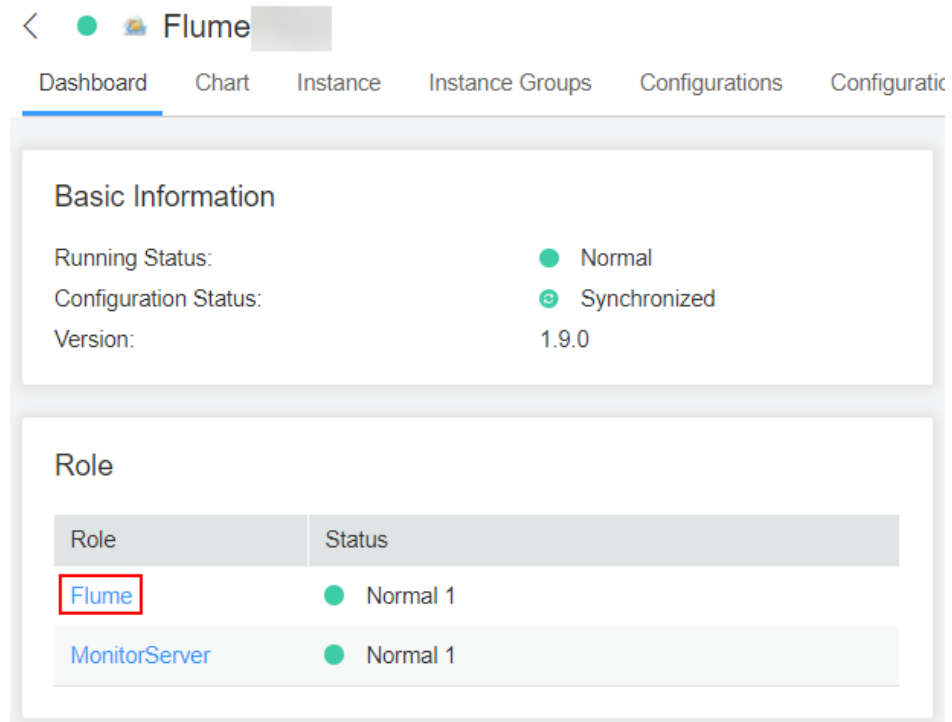 Flume
Dashboard Chart Instance Instance Groups Configurations
Basic Information
Running Status: Normal
Configuration Status: Synchronized
Version: 1.9.0
Role
Role Status
Flume Normal 1
MonitorServer Normal 1